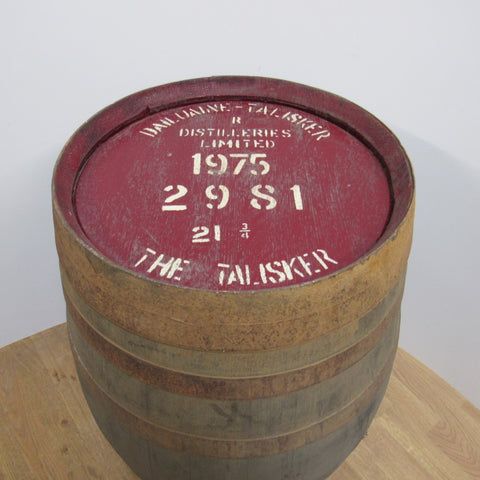 DAILUAINE-TALISKER
R
DISTILLERIES
LIMITED
1975
2981
21 3/4
THE TALISKER